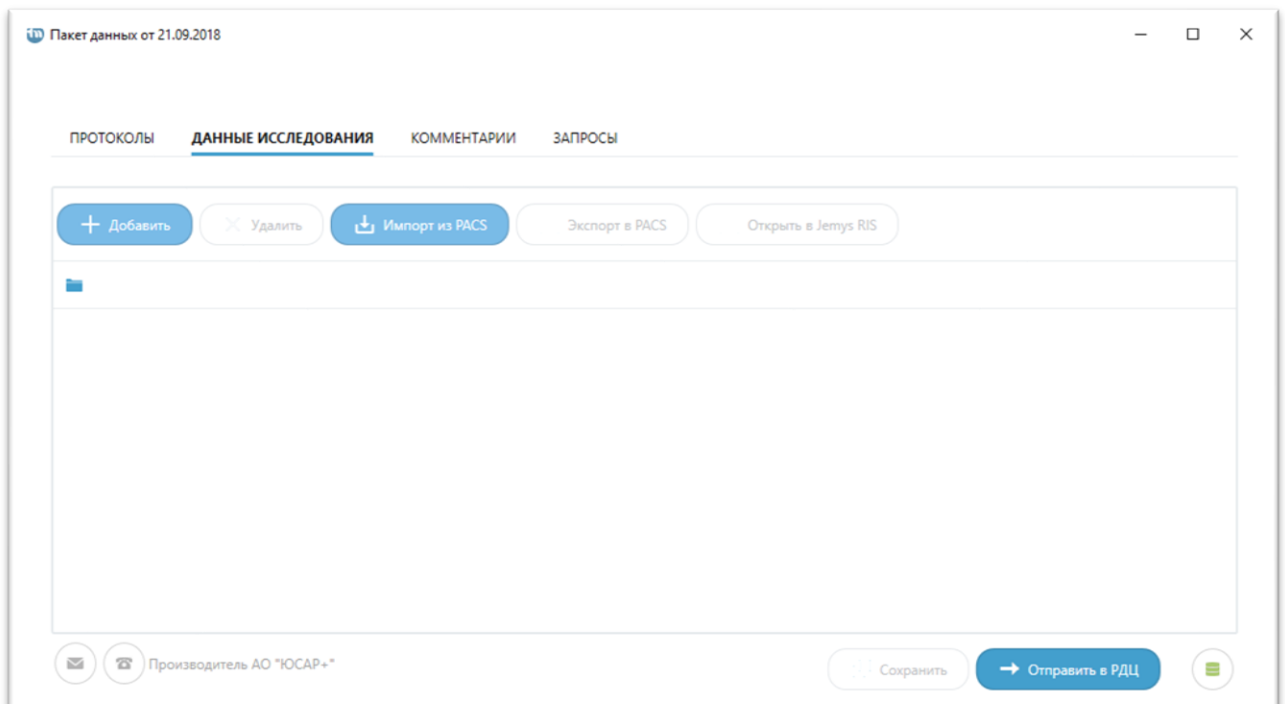 Пакет данных от 21.09.2018
ПРОТОКОЛЫ ДАННЫЕ ИССЛЕДОВАНИЯ КОММЕНТАРИИ ЗАПРОСЫ
Добавить Удалить Импорт из PACS Экспорт в PACS Открыть в Jemys RIS
Производитель АО "ЮСАР+" Сохранить Отправить в РДЦ